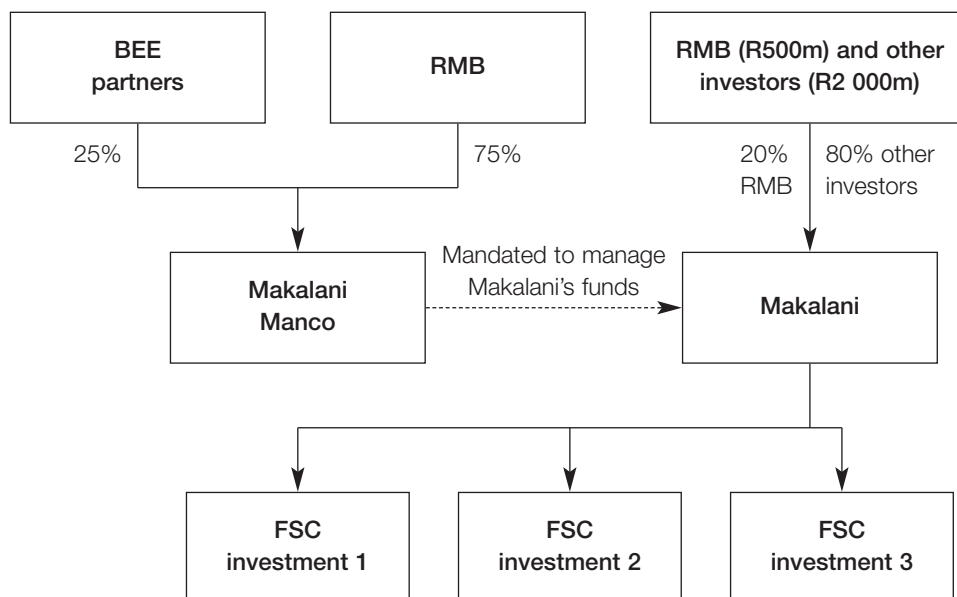 BEE
partners
RMB
RMB (R500m) and other
investors (R2 000m)
25%
75%
20%
RMB
80% other
investors
Mandated to manage
Makalani’s funds
Makalani
Manco
Makalani
FSC
investment 1
FSC
investment 2
FSC
investment 3